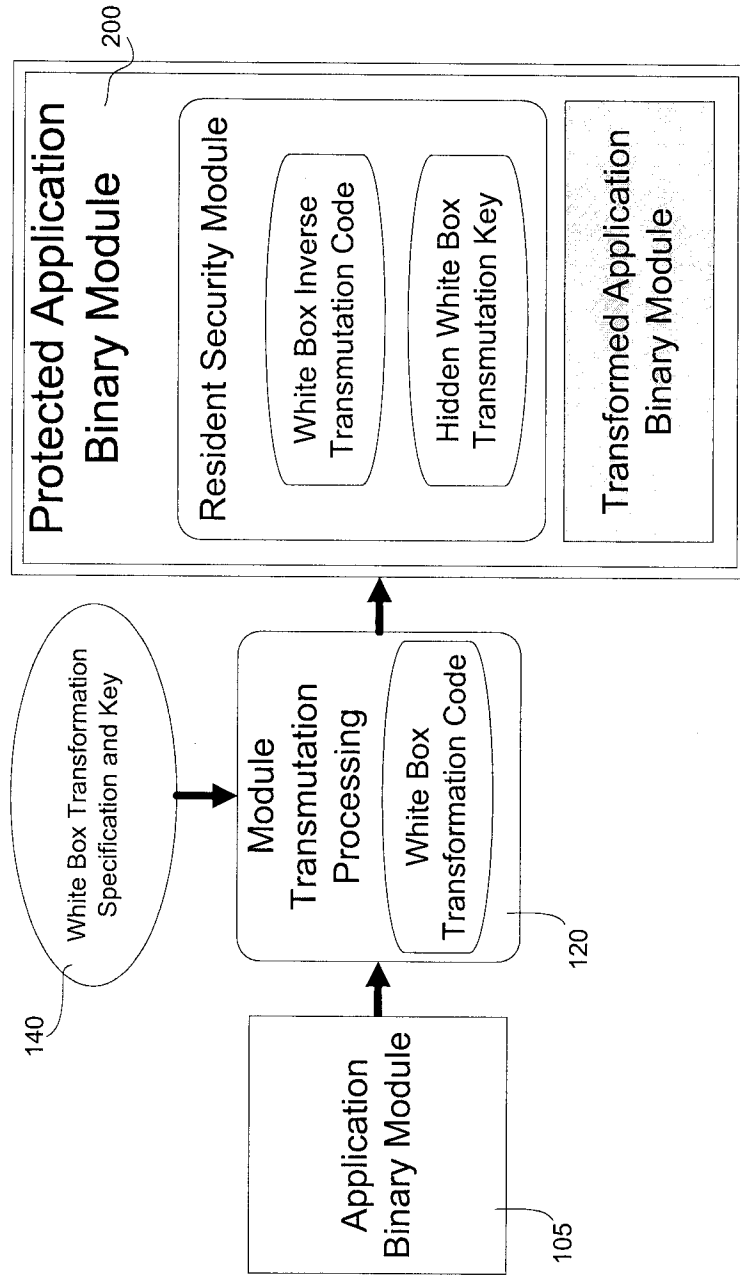 140
White Box Transformation
Specification and Key
Application
Binary Module
105
Module
Transmutation
Processing
White Box
Transformation Code
120
Protected Application
Binary Module
200
Resident Security Module
White Box Inverse
Transmutation Code
Hidden White Box
Transmutation Key
Transformed Application
Binary Module